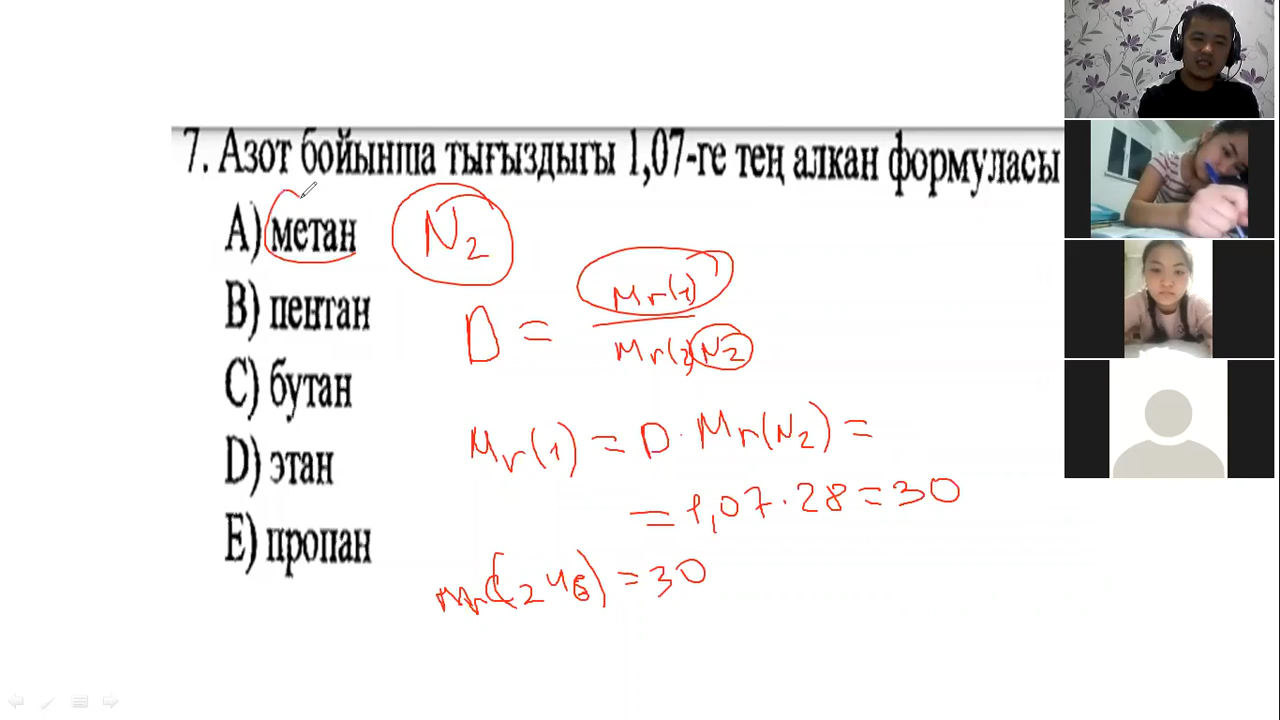 7. Азот бойынша тығыздығы 1,07-ге тең алкан формуласы
A) метан
B) пентан
C) бутан
D) этан
E) пропан
N2
D = Mr(1)
Mr(2) N2
Mr(1) = D · Mr(N2) =
= 1,07 · 28 = 30
Mr(C2H6) = 30